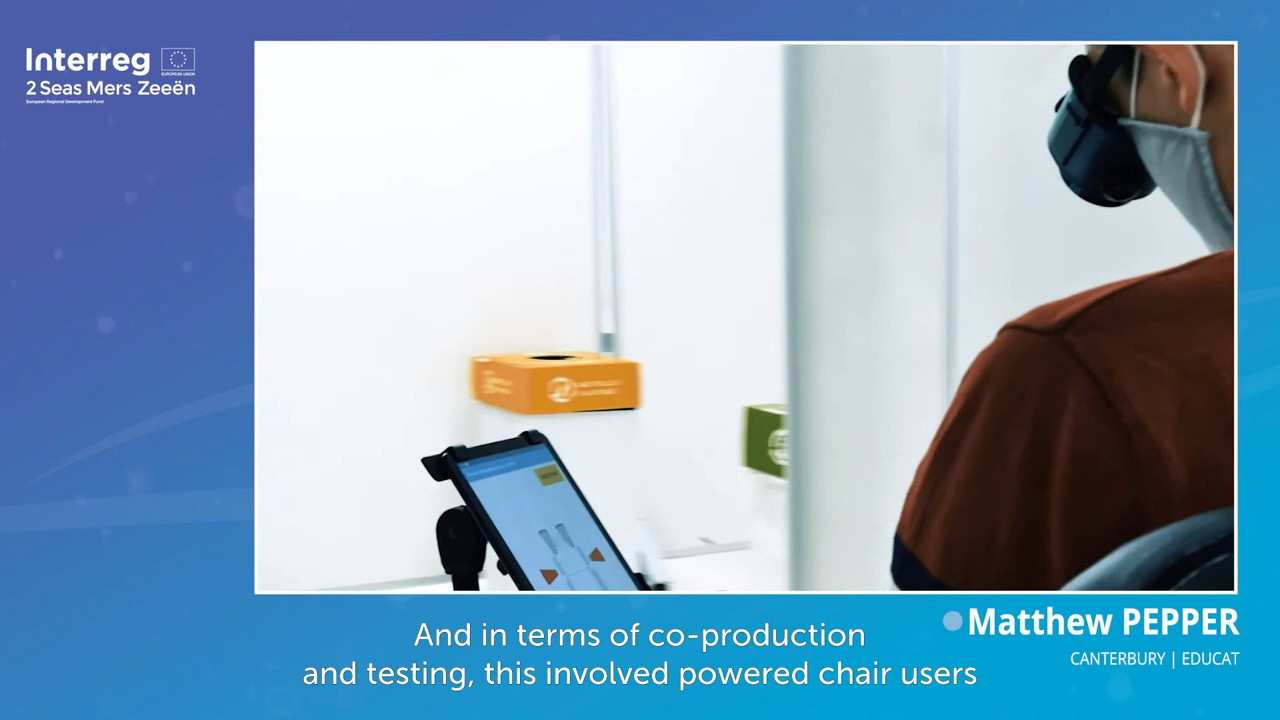 Interreg
EUROPEAN UNION
2 Seas Mers Zeeën
European Regional Development Fund
Matthew PEPPER
CANTERBURY | EDUCAT
And in terms of co-production
and testing, this involved powered chair users